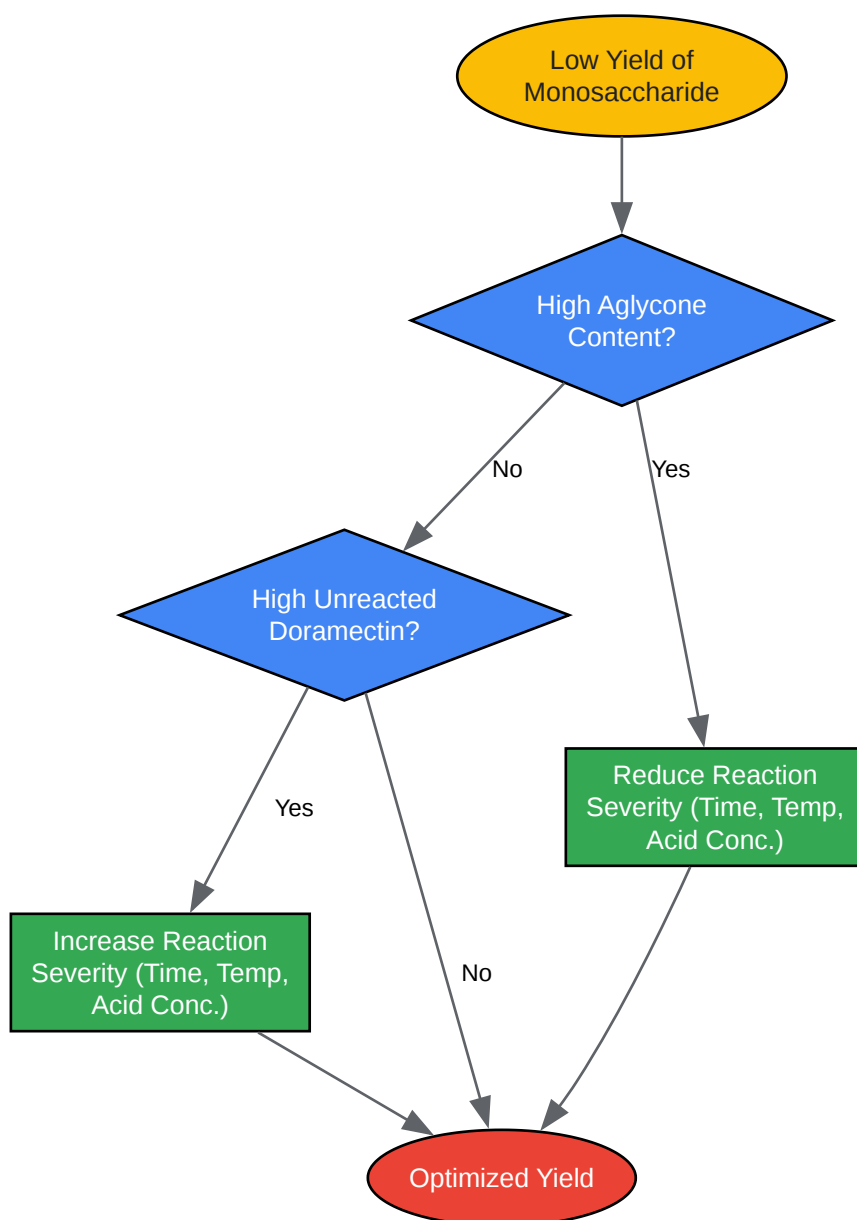 Low Yield of
Monosaccharide
High Aglycone
Content?
No
Yes
High Unreacted
Doramectin?
Yes
No
Reduce Reaction
Severity (Time, Temp,
Acid Conc.)
Increase Reaction
Severity (Time, Temp,
Acid Conc.)
Optimized Yield